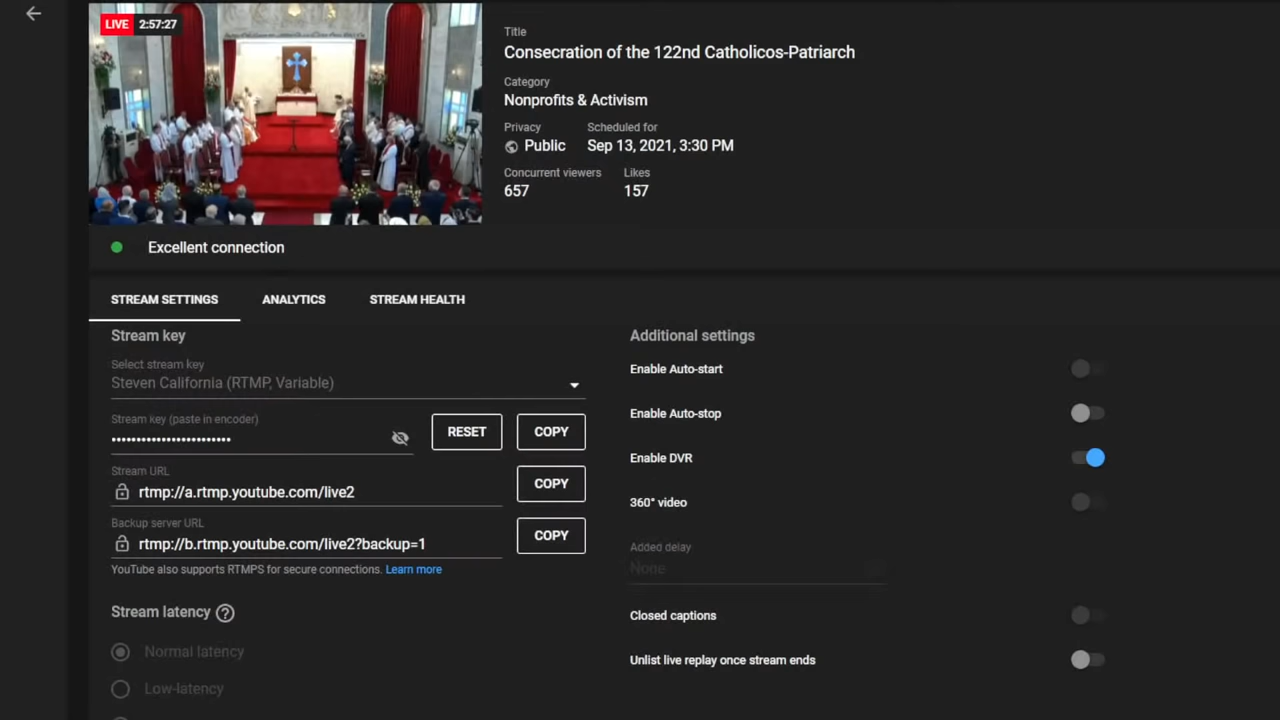 LIVE 2:57:27
Title
Consecration of the 122nd Catholicos-Patriarch
Category
Nonprofits & Activism
Privacy Scheduled for
Public Sep 13, 2021, 3:30 PM
Concurrent viewers Likes
657 157
Excellent connection
STREAM SETTINGS ANALYTICS STREAM HEALTH
Stream key
Select stream key
Steven California (RTMP, Variable)
Stream key (paste in encoder)
••••••••••••••••••••••••
RESET COPY
Stream URL
rtmp://a.rtmp.youtube.com/live2
COPY
Backup server URL
rtmp://b.rtmp.youtube.com/live2?backup=1
COPY
YouTube also supports RTMPS for secure connections. Learn more
Stream latency ?
Normal latency
Low-latency
Additional settings
Enable Auto-start
Enable Auto-stop
Enable DVR
360° video
Added delay
None
Closed captions
Unlist live replay once stream ends